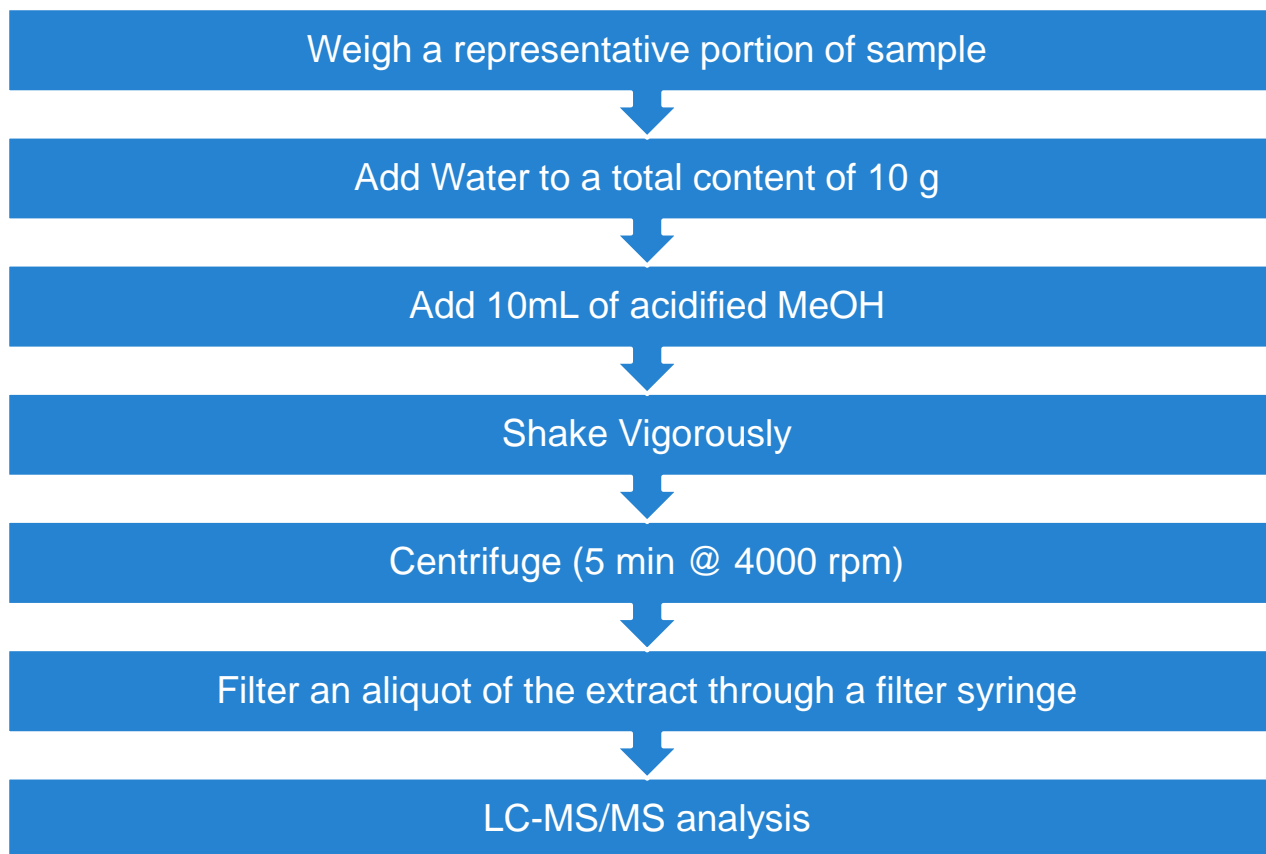 Weigh a representative portion of sample
Add Water to a total content of 10 g
Add 10mL of acidified MeOH
Shake Vigorously
Centrifuge (5 min @ 4000 rpm)
Filter an aliquot of the extract through a filter syringe
LC-MS/MS analysis